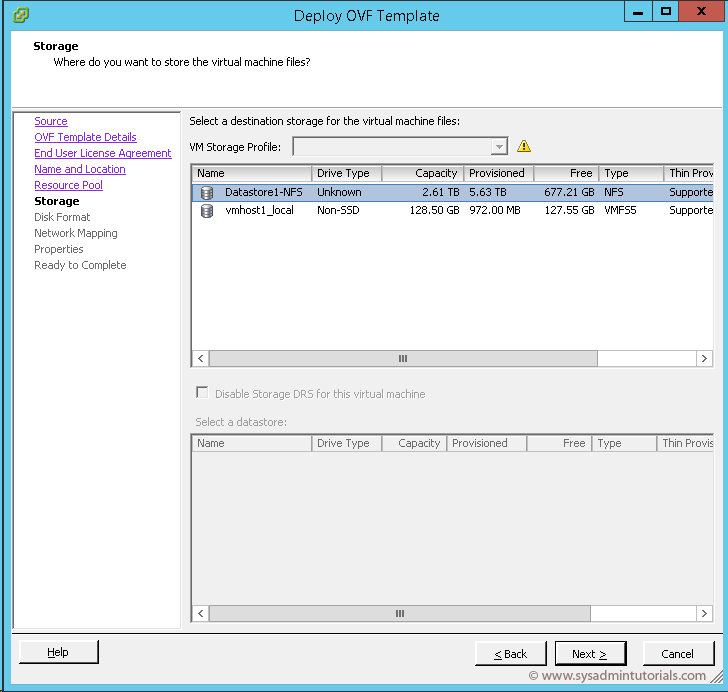 Deploy OVF Template
Storage
Where do you want to store the virtual machine files?
Source
OVF Template Details
End User License Agreement
Name and Location
Resource Pool
Storage
Disk Format
Network Mapping
Properties
Ready to Complete
Select a destination storage for the virtual machine files:
VM Storage Profile:
Name Drive Type Capacity Provisioned Free Type Thin Prov
Datastore1-NFS Unknown 2.61 TB 5.63 TB 677.21 GB NFS Supporte
vmhost1_local Non-SSD 128.50 GB 972.00 MB 127.55 GB VMFS5 Supporte
Disable Storage DRS for this virtual machine
Select a datastore:
Name Drive Type Capacity Provisioned Free Type Thin Provis
Help
< Back Next > Cancel
© www.sysadmintutorials.com